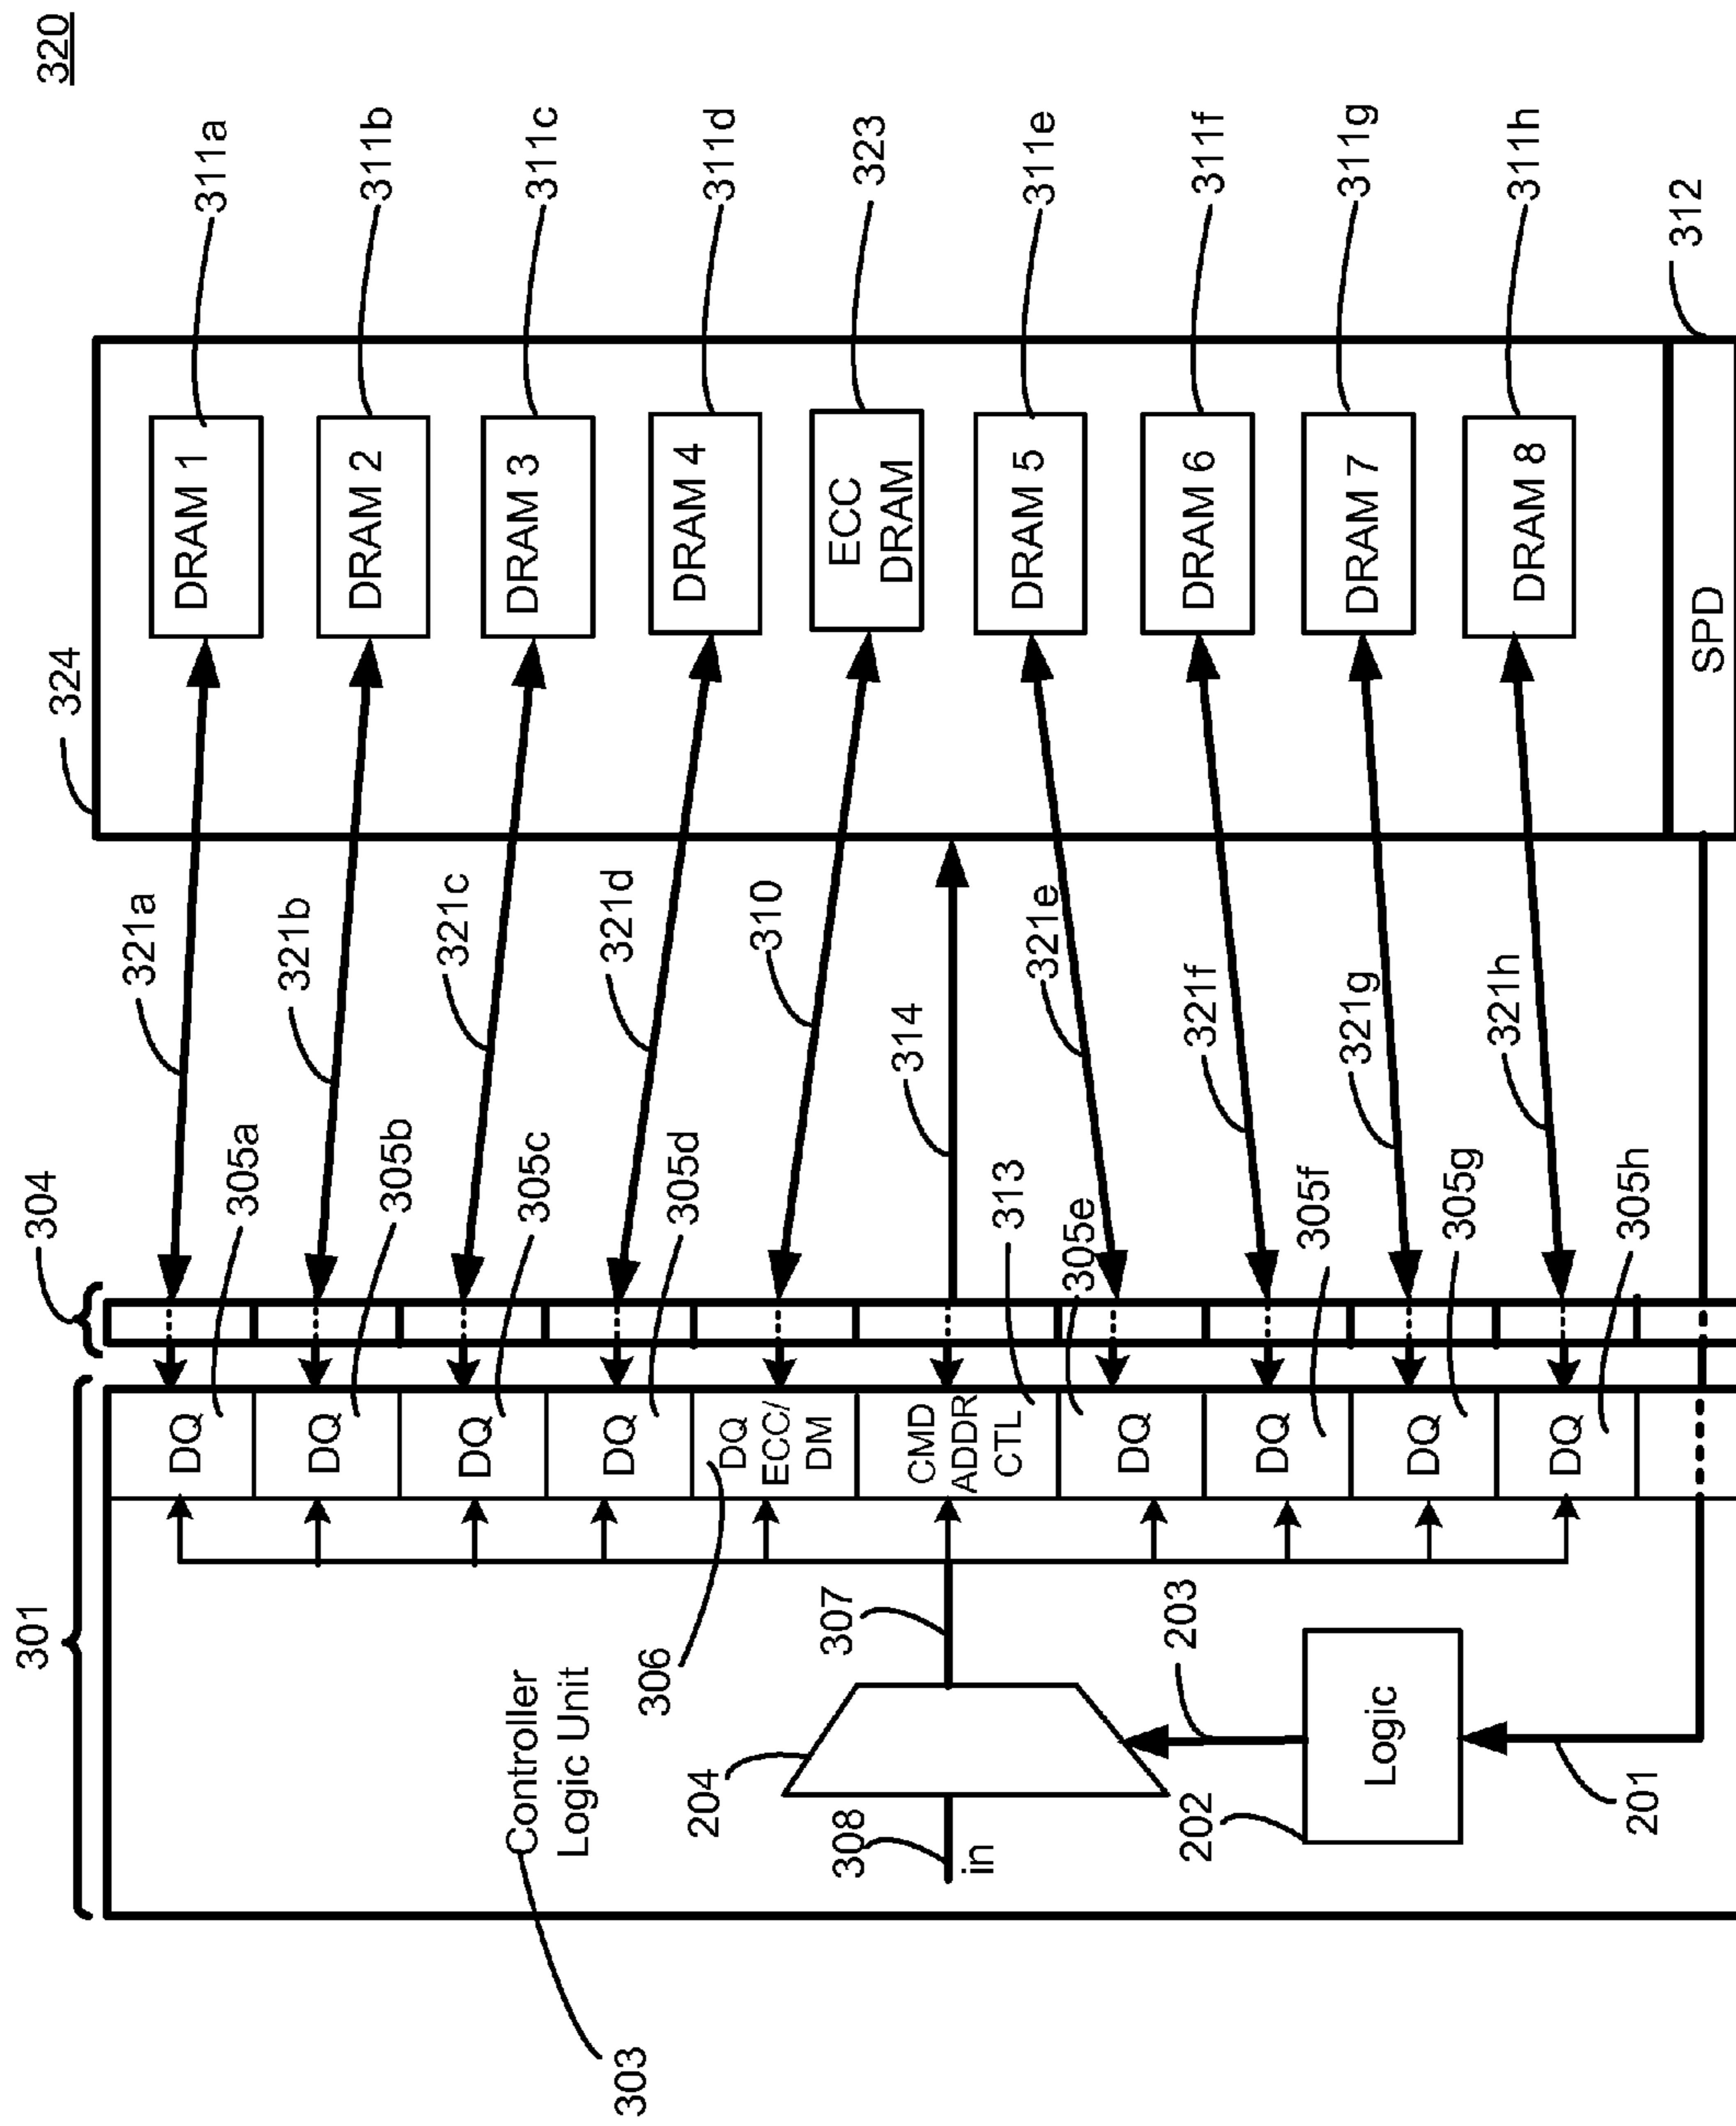 320
311a
311b
311c
311d
323
311e
311f
311g
311h
312
324
DRAM 1
DRAM 2
DRAM 3
DRAM 4
ECC
DRAM
DRAM 5
DRAM 6
DRAM 7
DRAM 8
SPD
321a
321b
321c
321d
310
314
321e
321f
321g
321h
304
305a
305b
305c
305d
313
305e
305f
305g
305h
301
DQ
DQ
DQ
DQ
DQ
ECC/
DM
CMD
ADDR
CTL
DQ
DQ
DQ
DQ
306
307
203
Controller
Logic Unit
204
308
in
202
Logic
201
303